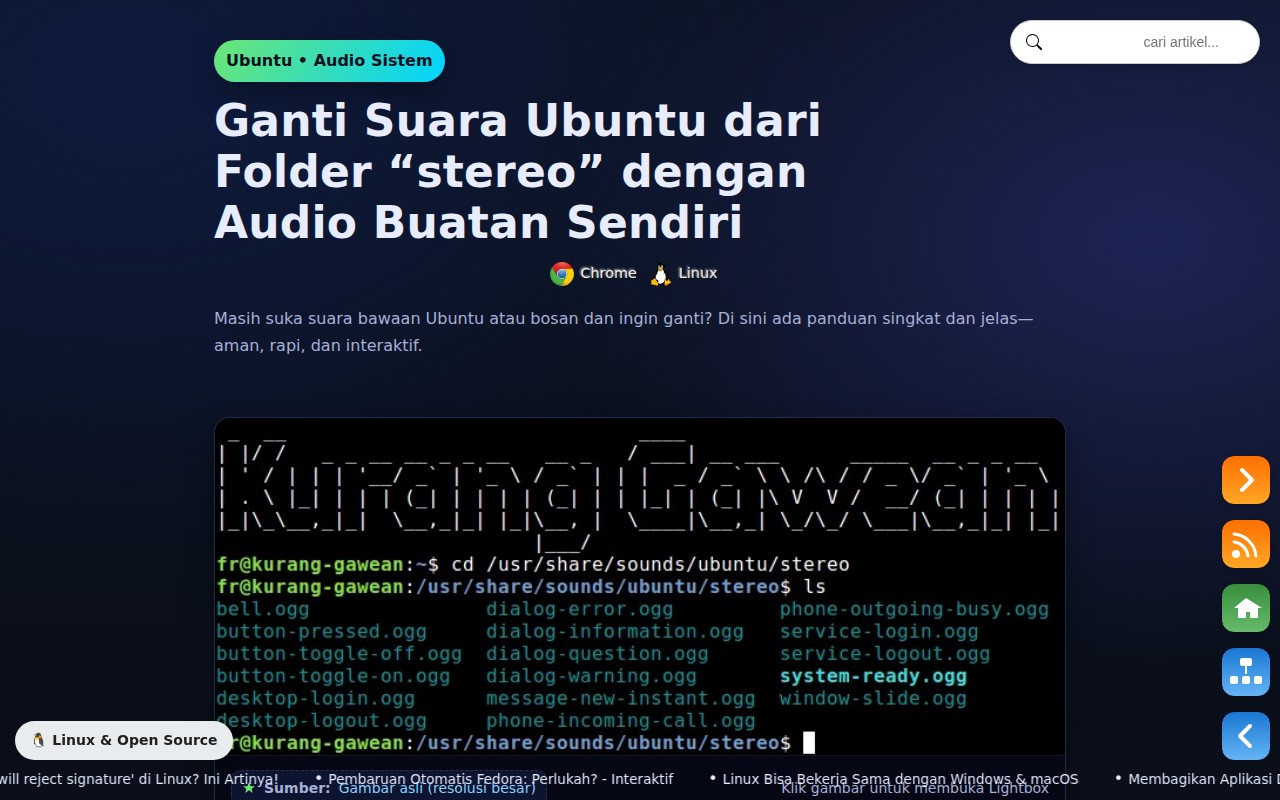 Ubuntu • Audio Sistem
cari artikel...
Ganti Suara Ubuntu dari
Folder “stereo” dengan
Audio Buatan Sendiri
Chrome Linux
Masih suka suara bawaan Ubuntu atau bosan dan ingin ganti? Di sini ada panduan singkat dan jelas—
aman, rapi, dan interaktif.
Kurang Gawean
fr@kurang-gawean:~$ cd /usr/share/sounds/ubuntu/stereo
fr@kurang-gawean:/usr/share/sounds/ubuntu/stereo$ ls
bell.ogg dialog-error.ogg phone-outgoing-busy.ogg
button-pressed.ogg dialog-information.ogg service-login.ogg
button-toggle-off.ogg dialog-question.ogg service-logout.ogg
button-toggle-on.ogg dialog-warning.ogg system-ready.ogg
desktop-login.ogg message-new-instant.ogg window-slide.ogg
desktop-logout.ogg phone-incoming-call.ogg
fr@kurang-gawean:/usr/share/sounds/ubuntu/stereo$
🐧 Linux & Open Source
will reject signature' di Linux? Ini Artinya! • Pembaruan Otomatis Fedora: Perlukah? - Interaktif • Linux Bisa Bekerja Sama dengan Windows & macOS • Membagikan Aplikasi
★ Sumber: Gambar asli (resolusi besar) Klik gambar untuk membuka Lightbox